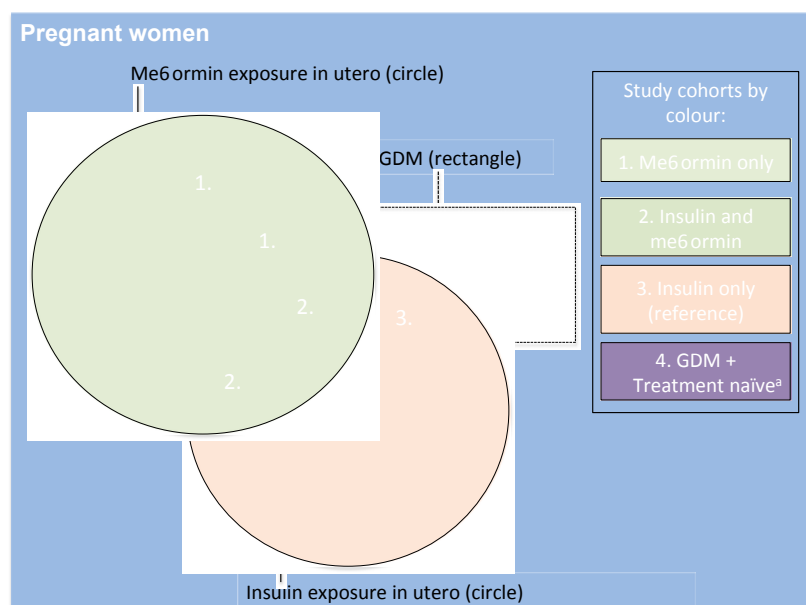 Pregnant women
Me6ormin exposure in utero (circle)
GDM (rectangle)
1.
1.
2.
2.
3.
Insulin exposure in utero (circle)
Study cohorts by
colour:
1. Me6ormin only
2. Insulin and
me6ormin
3. Insulin only
(reference)
4. GDM +
Treatment naïveᵃ